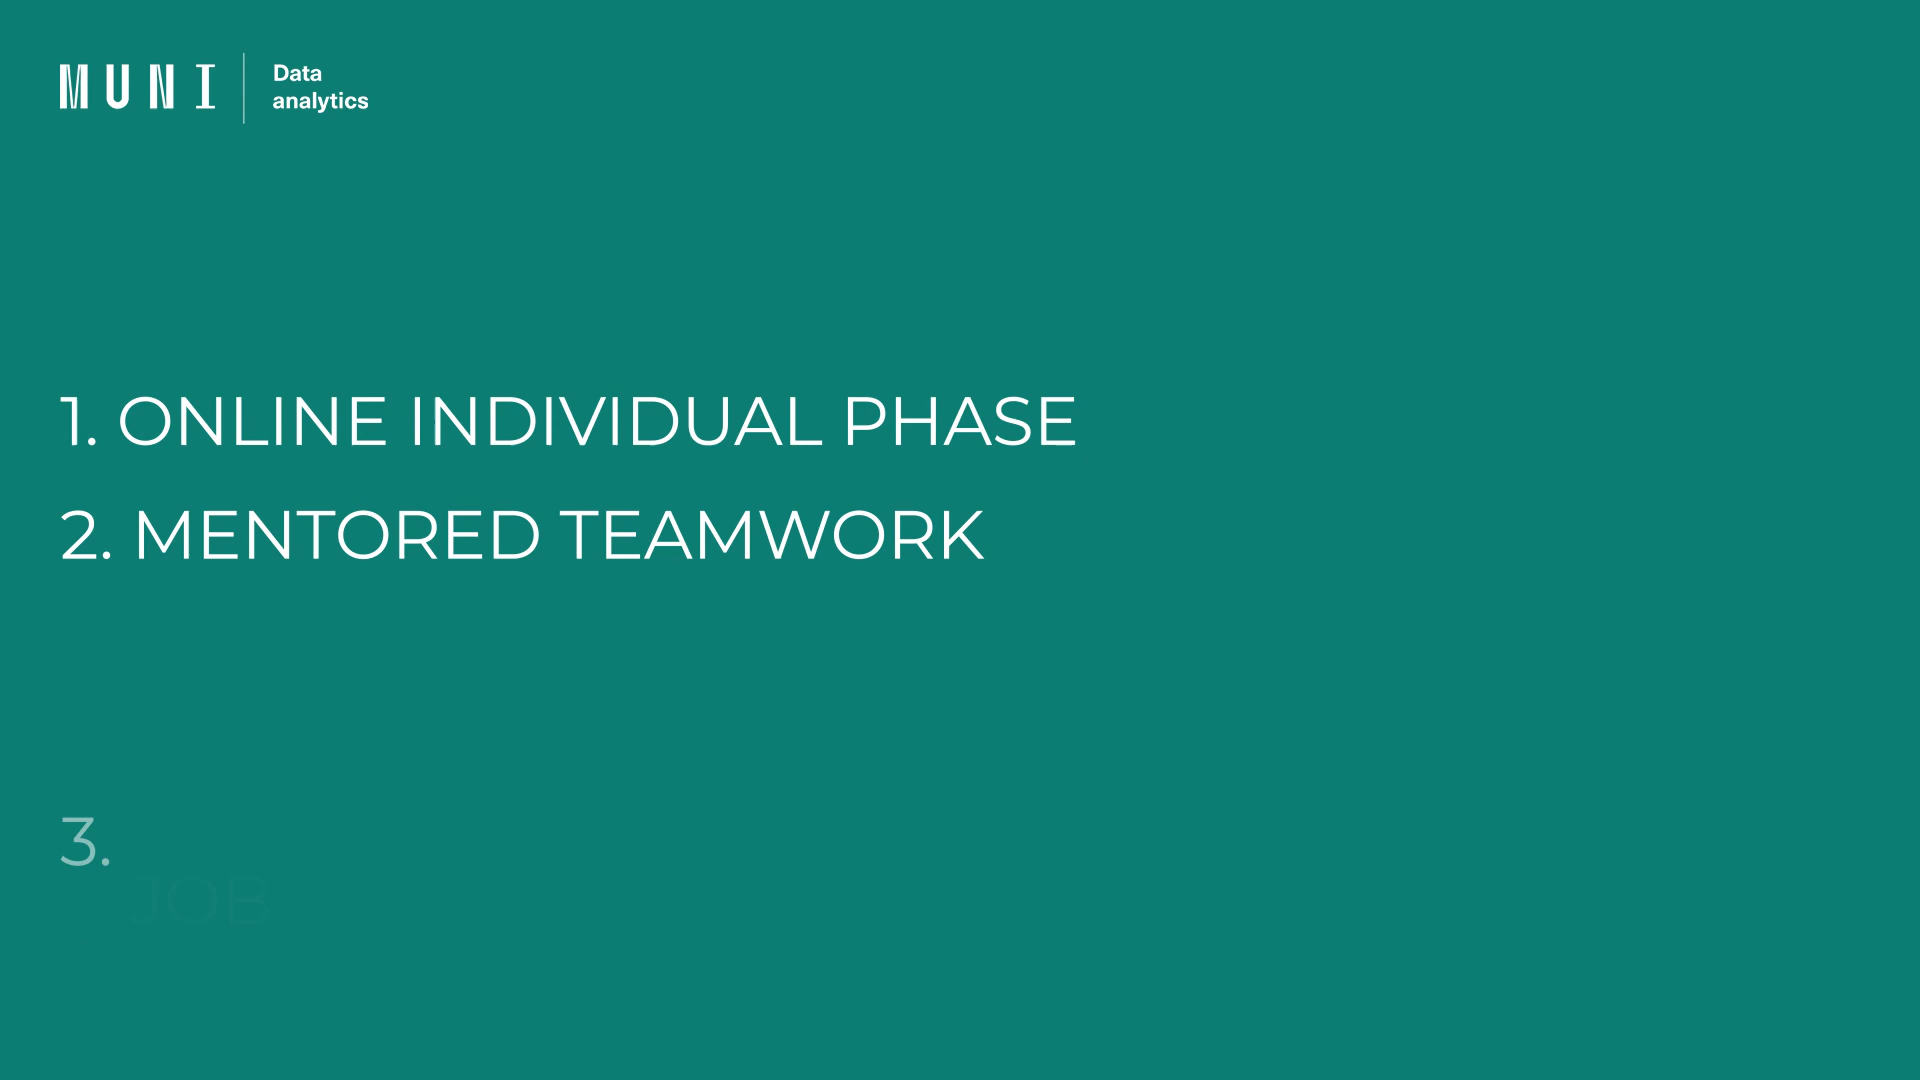 MUNI
Data
analytics
1. ONLINE INDIVIDUAL PHASE
2. MENTORED TEAMWORK
3.
JOB